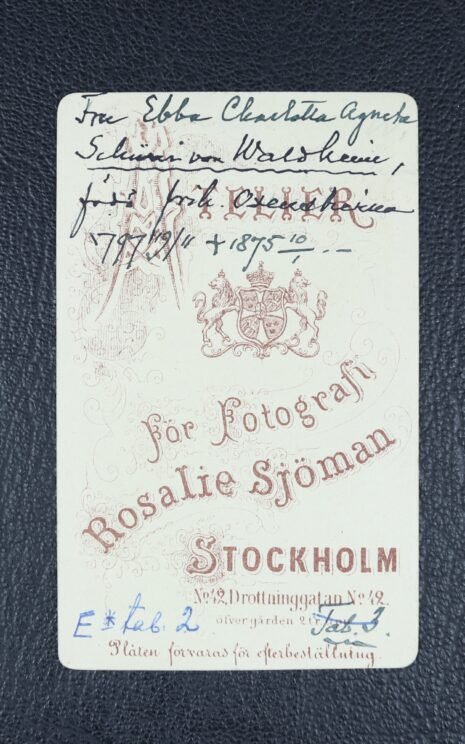 Fru Ebba Charlotta Agneta
Schürer von Waldheim,
född frih. Oxenstierna
1797 19/11 + 1875 10/1 . --
ATELIER
för Fotografi
Rosalie Sjöman
STOCKHOLM
No. 42, Drottninggatan No. 42.
öfver gården 2 tr.
Tab. 3.
E * tab. 2
Plåten förvaras för efterbeställning.